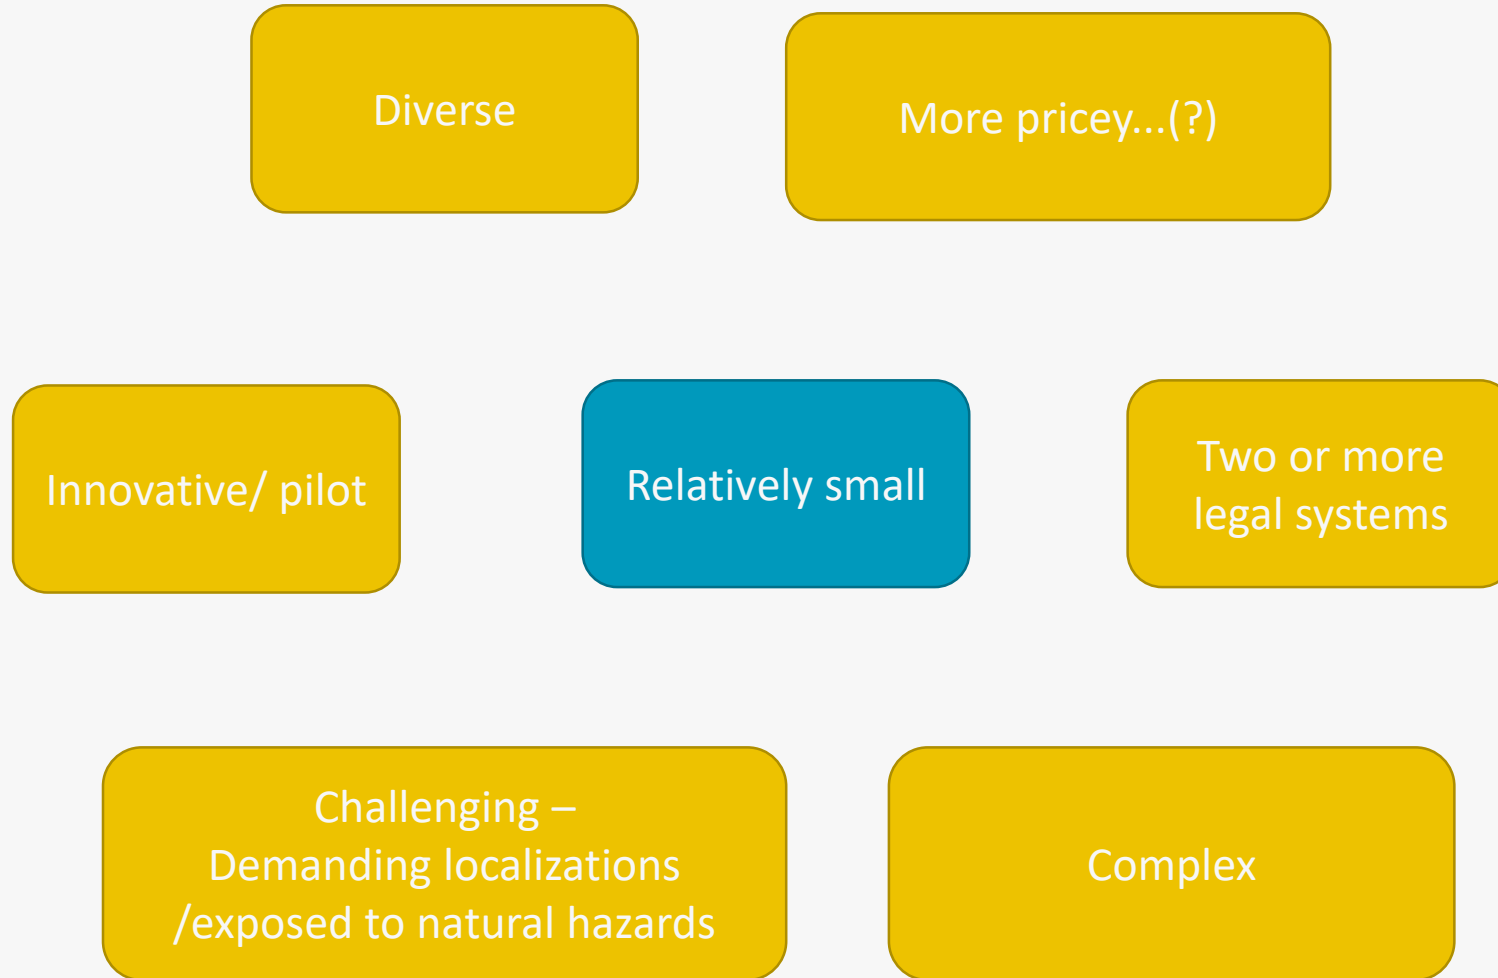 Diverse
More pricey...(?)
Innovative/ pilot
Relatively small
Two or more
legal systems
Challenging –
Demanding localizations
/exposed to natural hazards
Complex